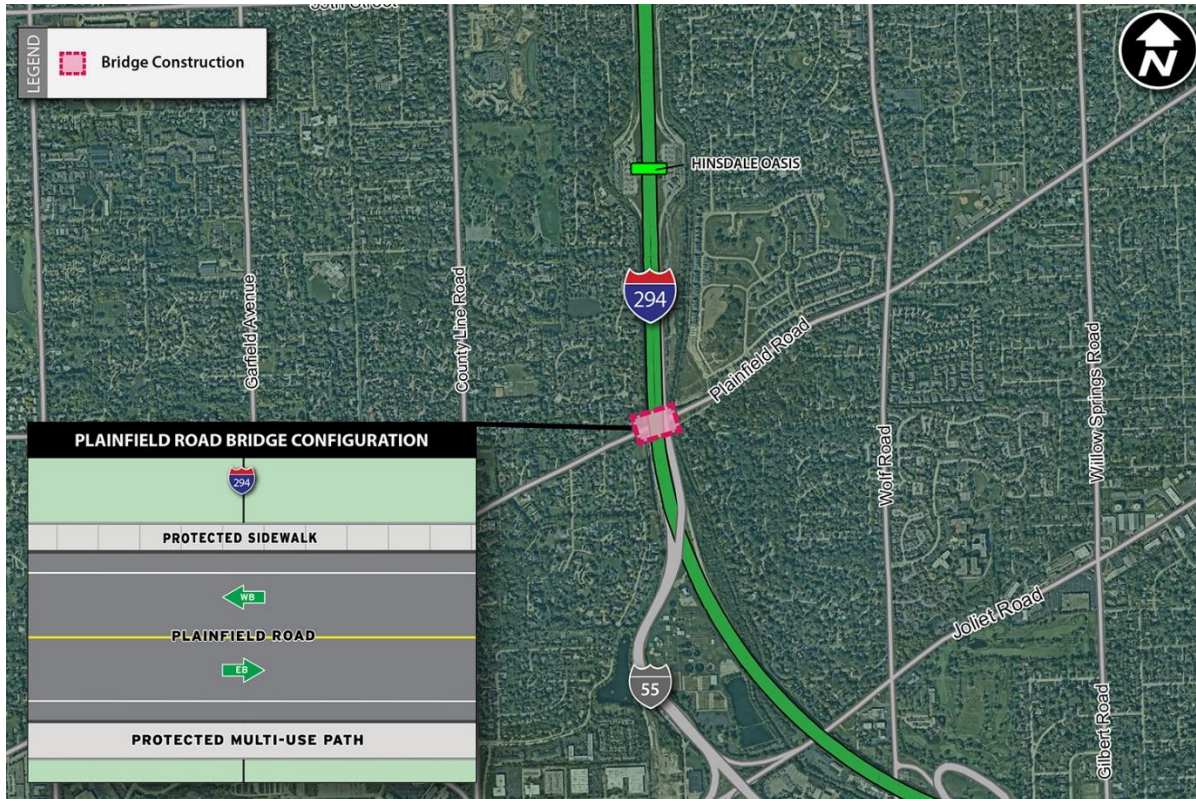 55th Street
LEGEND
Bridge Construction
N
HINSDALE OASIS
294
Garfield Avenue
County Line Road
Plainfield Road
Wolf Road
Willow Springs Road
PLAINFIELD ROAD BRIDGE CONFIGURATION
294
PROTECTED SIDEWALK
WB
PLAINFIELD ROAD
EB
PROTECTED MULTI-USE PATH
Joliet Road
55
Gilbert Road